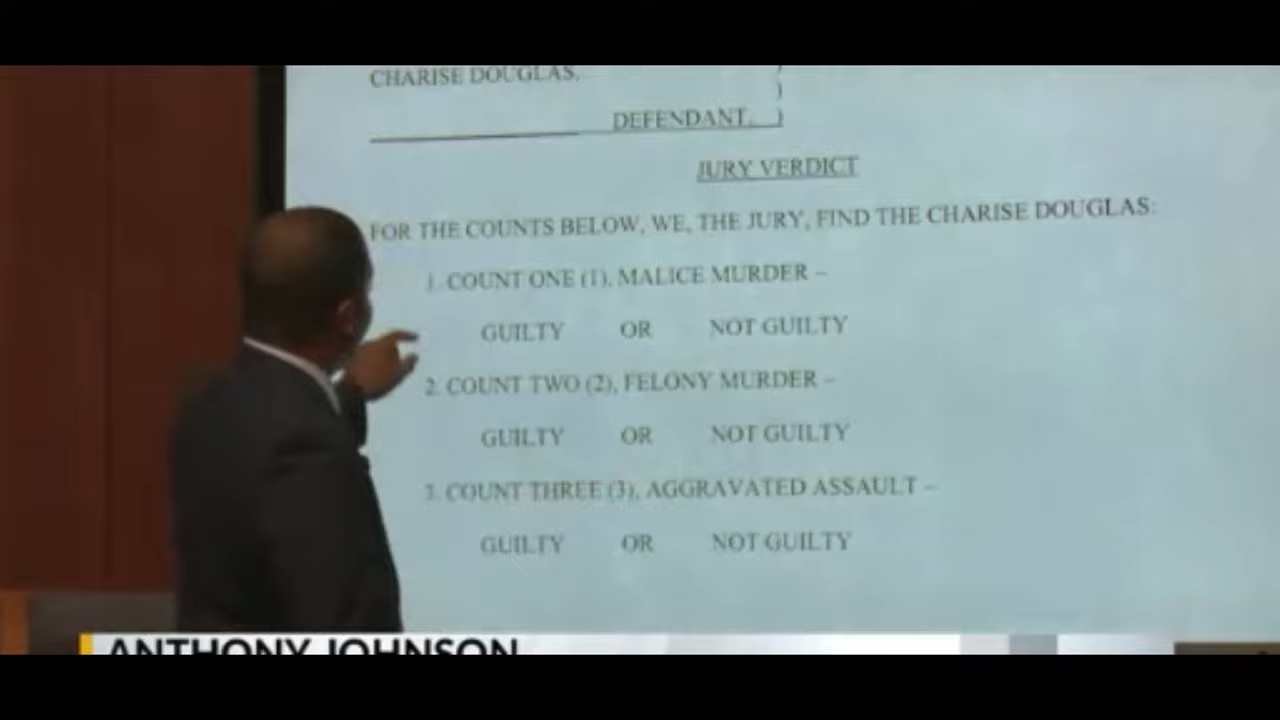 CHARISE DOUGLAS,
)
)
DEFENDANT. )
JURY VERDICT
FOR THE COUNTS BELOW, WE, THE JURY, FIND THE CHARISE DOUGLAS:
1. COUNT ONE (1), MALICE MURDER –
GUILTY OR NOT GUILTY
2. COUNT TWO (2), FELONY MURDER –
GUILTY OR NOT GUILTY
3. COUNT THREE (3), AGGRAVATED ASSAULT –
GUILTY OR NOT GUILTY
ANTHONY JOHNSON